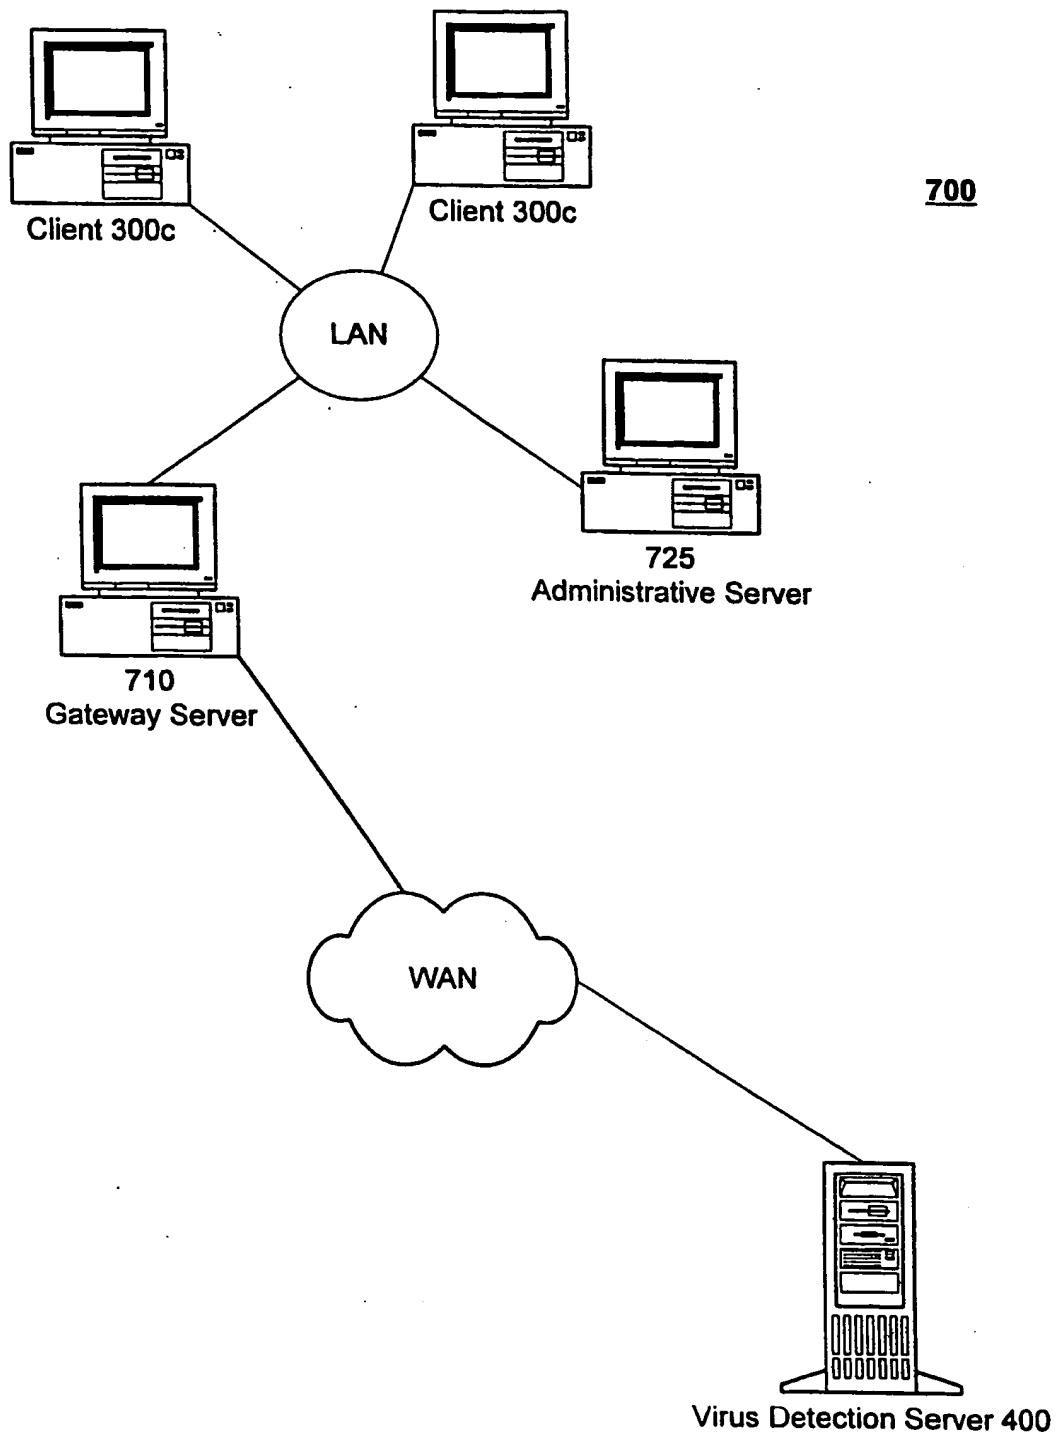 Client 300c
Client 300c
700
LAN
725
Administrative Server
710
Gateway Server
WAN
Virus Detection Server 400